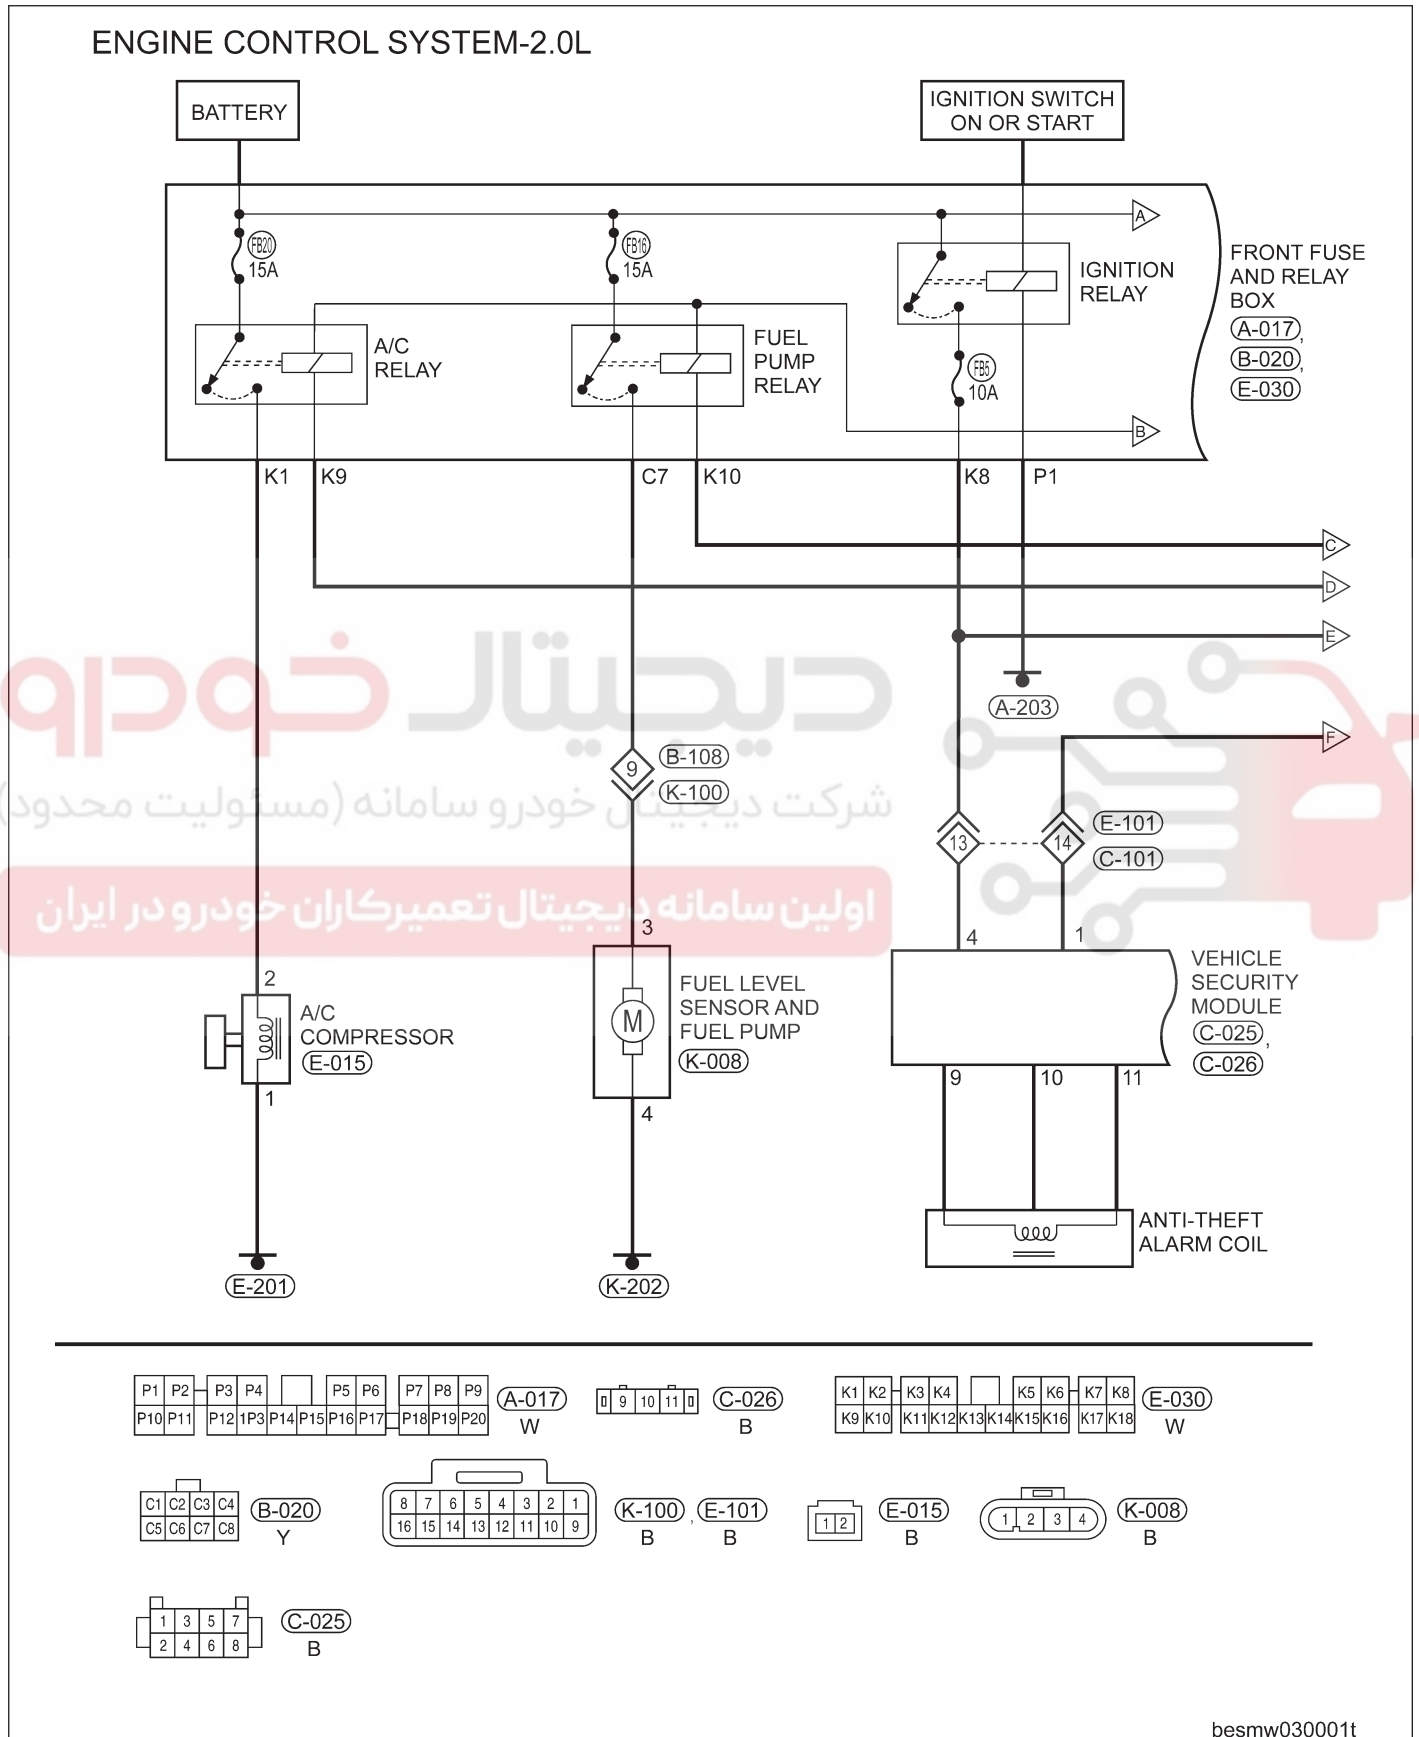 ENGINE CONTROL SYSTEM-2.0L
BATTERY
IGNITION SWITCH
ON OR START
A
FB20
15A
FB16
15A
IGNITION
RELAY
FRONT FUSE
AND RELAY
BOX
A-017,
B-020,
E-030
A/C
RELAY
FUEL
PUMP
RELAY
FB5
10A
B
K1
K9
C7
K10
K8
P1
C
D
E
A-203
F
دیجیتال خودرو
9
B-108
K-100
شرکت دیجیتال خودرو سامانه (مسئولیت محدود)
13
14
E-101
C-101
اولین سامانه دیجیتال تعمیرکاران خودرو در ایران
3
4
1
2
A/C
COMPRESSOR
E-015
1
M
FUEL LEVEL
SENSOR AND
FUEL PUMP
K-008
4
VEHICLE
SECURITY
MODULE
C-025,
C-026
9
10
11
ANTI-THEFT
ALARM COIL
E-201
K-202
P1 P2 P3 P4 P5 P6 P7 P8 P9
P10 P11 P12 1P3 P14 P15 P16 P17 P18 P19 P20
A-017
W
9 10 11
C-026
B
K1 K2 K3 K4 K5 K6 K7 K8
K9 K10 K11 K12 K13 K14 K15 K16 K17 K18
E-030
W
C1 C2 C3 C4
C5 C6 C7 C8
B-020
Y
8 7 6 5 4 3 2 1
16 15 14 13 12 11 10 9
K-100 , E-101
B B
1 2
E-015
B
1 2 3 4
K-008
B
1 3 5 7
2 4 6 8
C-025
B
besmw030001t